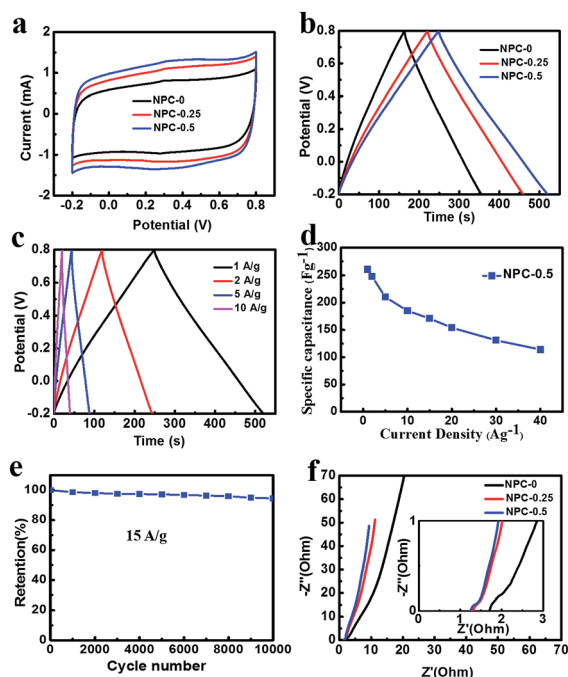 a
NPC-0
NPC-0.25
NPC-0.5
Current (mA)
2
1
0
-1
-2
-0.2 0.0 0.2 0.4 0.6 0.8
Potential (V)
b
NPC-0
NPC-0.25
NPC-0.5
Potential (V)
0.8
0.6
0.4
0.2
0.0
-0.2
0 100 200 300 400 500
Time (s)
c
1 A/g
2 A/g
5 A/g
10 A/g
Potential (V)
0.8
0.6
0.4
0.2
0.0
-0.2
0 100 200 300 400 500
Time (s)
d
NPC-0.5
Specific capacitance (Fg-1)
300
250
200
150
100
50
0
0 10 20 30 40
Current Density (Ag-1)
e
15 A/g
Retention(%)
120
100
80
60
40
20
0
0 2000 4000 6000 8000 10000
Cycle number
f
NPC-0
NPC-0.25
NPC-0.5
-Z''(Ohm)
70
60
50
40
30
20
10
0
0 10 20 30 40 50 60 70
Z'(Ohm)
-Z''(Ohm)
1
0
0 1 2 3
Z'(Ohm)